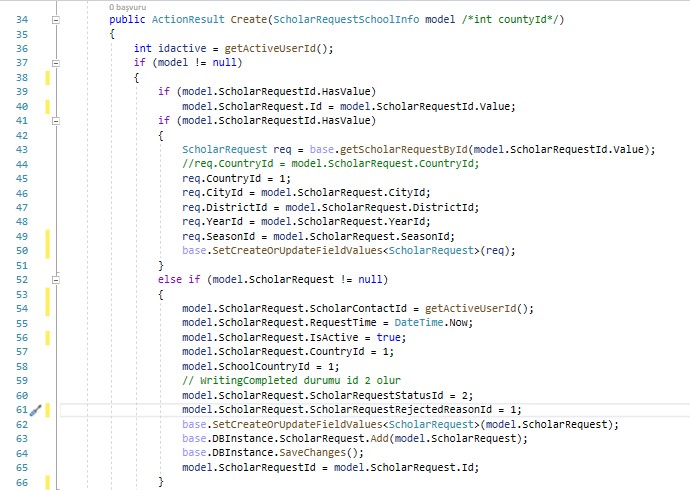 0 başvuru
34 public ActionResult Create(ScholarRequestSchoolInfo model /*int countyId*/)
35 {
36 int idactive = getActiveUserId();
37 if (model != null)
38 {
39 if (model.ScholarRequestId.HasValue)
40 model.ScholarRequest.Id = model.ScholarRequestId.Value;
41 if (model.ScholarRequestId.HasValue)
42 {
43 ScholarRequest req = base.getScholarRequestById(model.ScholarRequestId.Value);
44 //req.CountryId = model.ScholarRequest.CountryId;
45 req.CountryId = 1;
46 req.CityId = model.ScholarRequest.CityId;
47 req.DistrictId = model.ScholarRequest.DistrictId;
48 req.YearId = model.ScholarRequest.YearId;
49 req.SeasonId = model.ScholarRequest.SeasonId;
50 base.SetCreateOrUpdateFieldValues<ScholarRequest>(req);
51 }
52 else if (model.ScholarRequest != null)
53 {
54 model.ScholarRequest.ScholarContactId = getActiveUserId();
55 model.ScholarRequest.RequestTime = DateTime.Now;
56 model.ScholarRequest.IsActive = true;
57 model.ScholarRequest.CountryId = 1;
58 model.SchoolCountryId = 1;
59 // WritingCompleted durumu id 2 olur
60 model.ScholarRequest.ScholarRequestStatusId = 2;
61 model.ScholarRequest.ScholarRequestRejectedReasonId = 1;
62 base.SetCreateOrUpdateFieldValues<ScholarRequest>(model.ScholarRequest);
63 base.DBInstance.ScholarRequest.Add(model.ScholarRequest);
64 base.DBInstance.SaveChanges();
65 model.ScholarRequestId = model.ScholarRequest.Id;
66 }